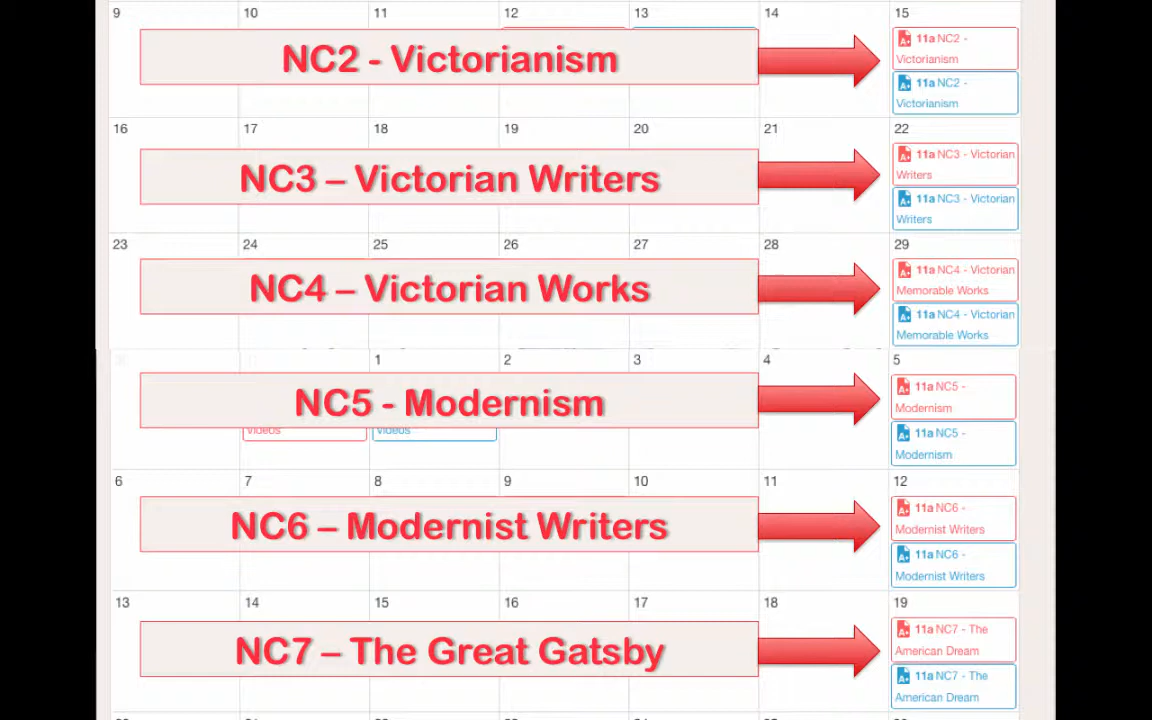 9 10 11 12 13 14 15
NC2 - Victorianism
11a NC2 -
Victorianism
11a NC2 -
Victorianism
16 17 18 19 20 21 22
NC3 – Victorian Writers
11a NC3 - Victorian
Writers
11a NC3 - Victorian
Writers
23 24 25 26 27 28 29
NC4 – Victorian Works
11a NC4 - Victorian
Memorable Works
11a NC4 - Victorian
Memorable Works
1 2 3 4 5
NC5 - Modernism
Videos Videos
11a NC5 -
Modernism
11a NC5 -
Modernism
6 7 8 9 10 11 12
NC6 – Modernist Writers
11a NC6 -
Modernist Writers
11a NC6 -
Modernist Writers
13 14 15 16 17 18 19
NC7 – The Great Gatsby
11a NC7 - The
American Dream
11a NC7 - The
American Dream